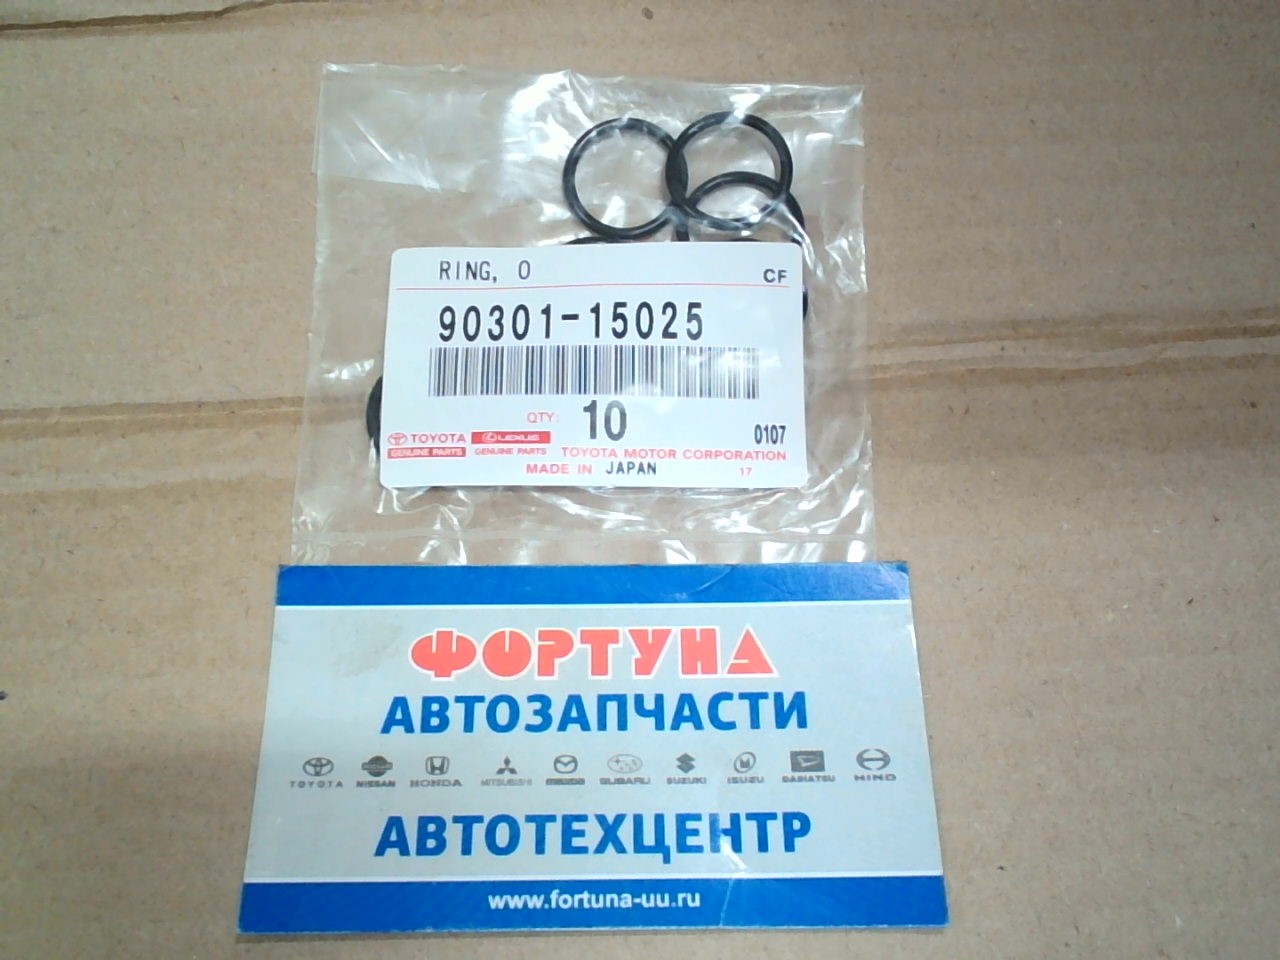 RING, O
CF
90301-15025
QTY: 10
0107
TOYOTA LEXUS
GENUINE PARTS GENUINE PARTS TOYOTA MOTOR CORPORATION
MADE IN JAPAN 17
ФОРТУНА
АВТОЗАПЧАСТИ
TOYOTA NISSAN HONDA MITSUBISHI MAZDA SUBARU SUZUKI ISUZU DAIHATSU HINO
АВТОТЕХЦЕНТР
www.fortuna-uu.ru